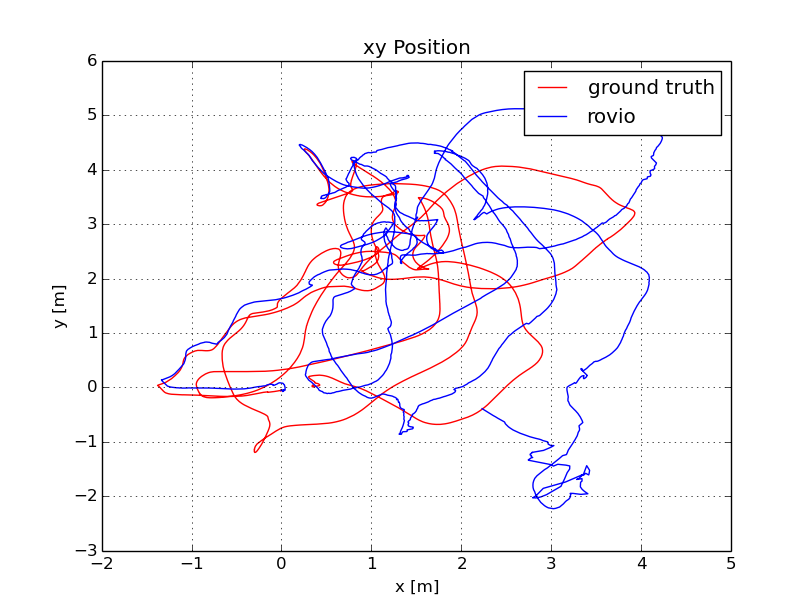 xy Position
ground truth
rovio
y [m]
6
5
4
3
2
1
0
−1
−2
−3
−2 −1 0 1 2 3 4 5
x [m]